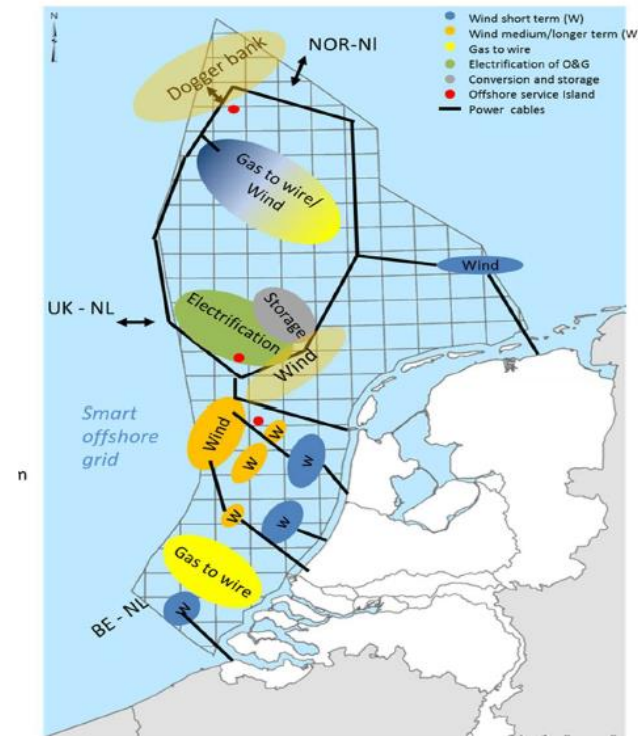 N
Wind short term (W)
Wind medium/longer term (W
Gas to wire
Electrification of O&G
Conversion and storage
Offshore service Island
Power cables
NOR-Nl
Dogger bank
Gas to wire/
Wind
Wind
UK - NL
Electrification
Storage
Wind
Smart
offshore
grid
Wind
W
W
W
W
W
n
Gas to wire
BE - NL
W